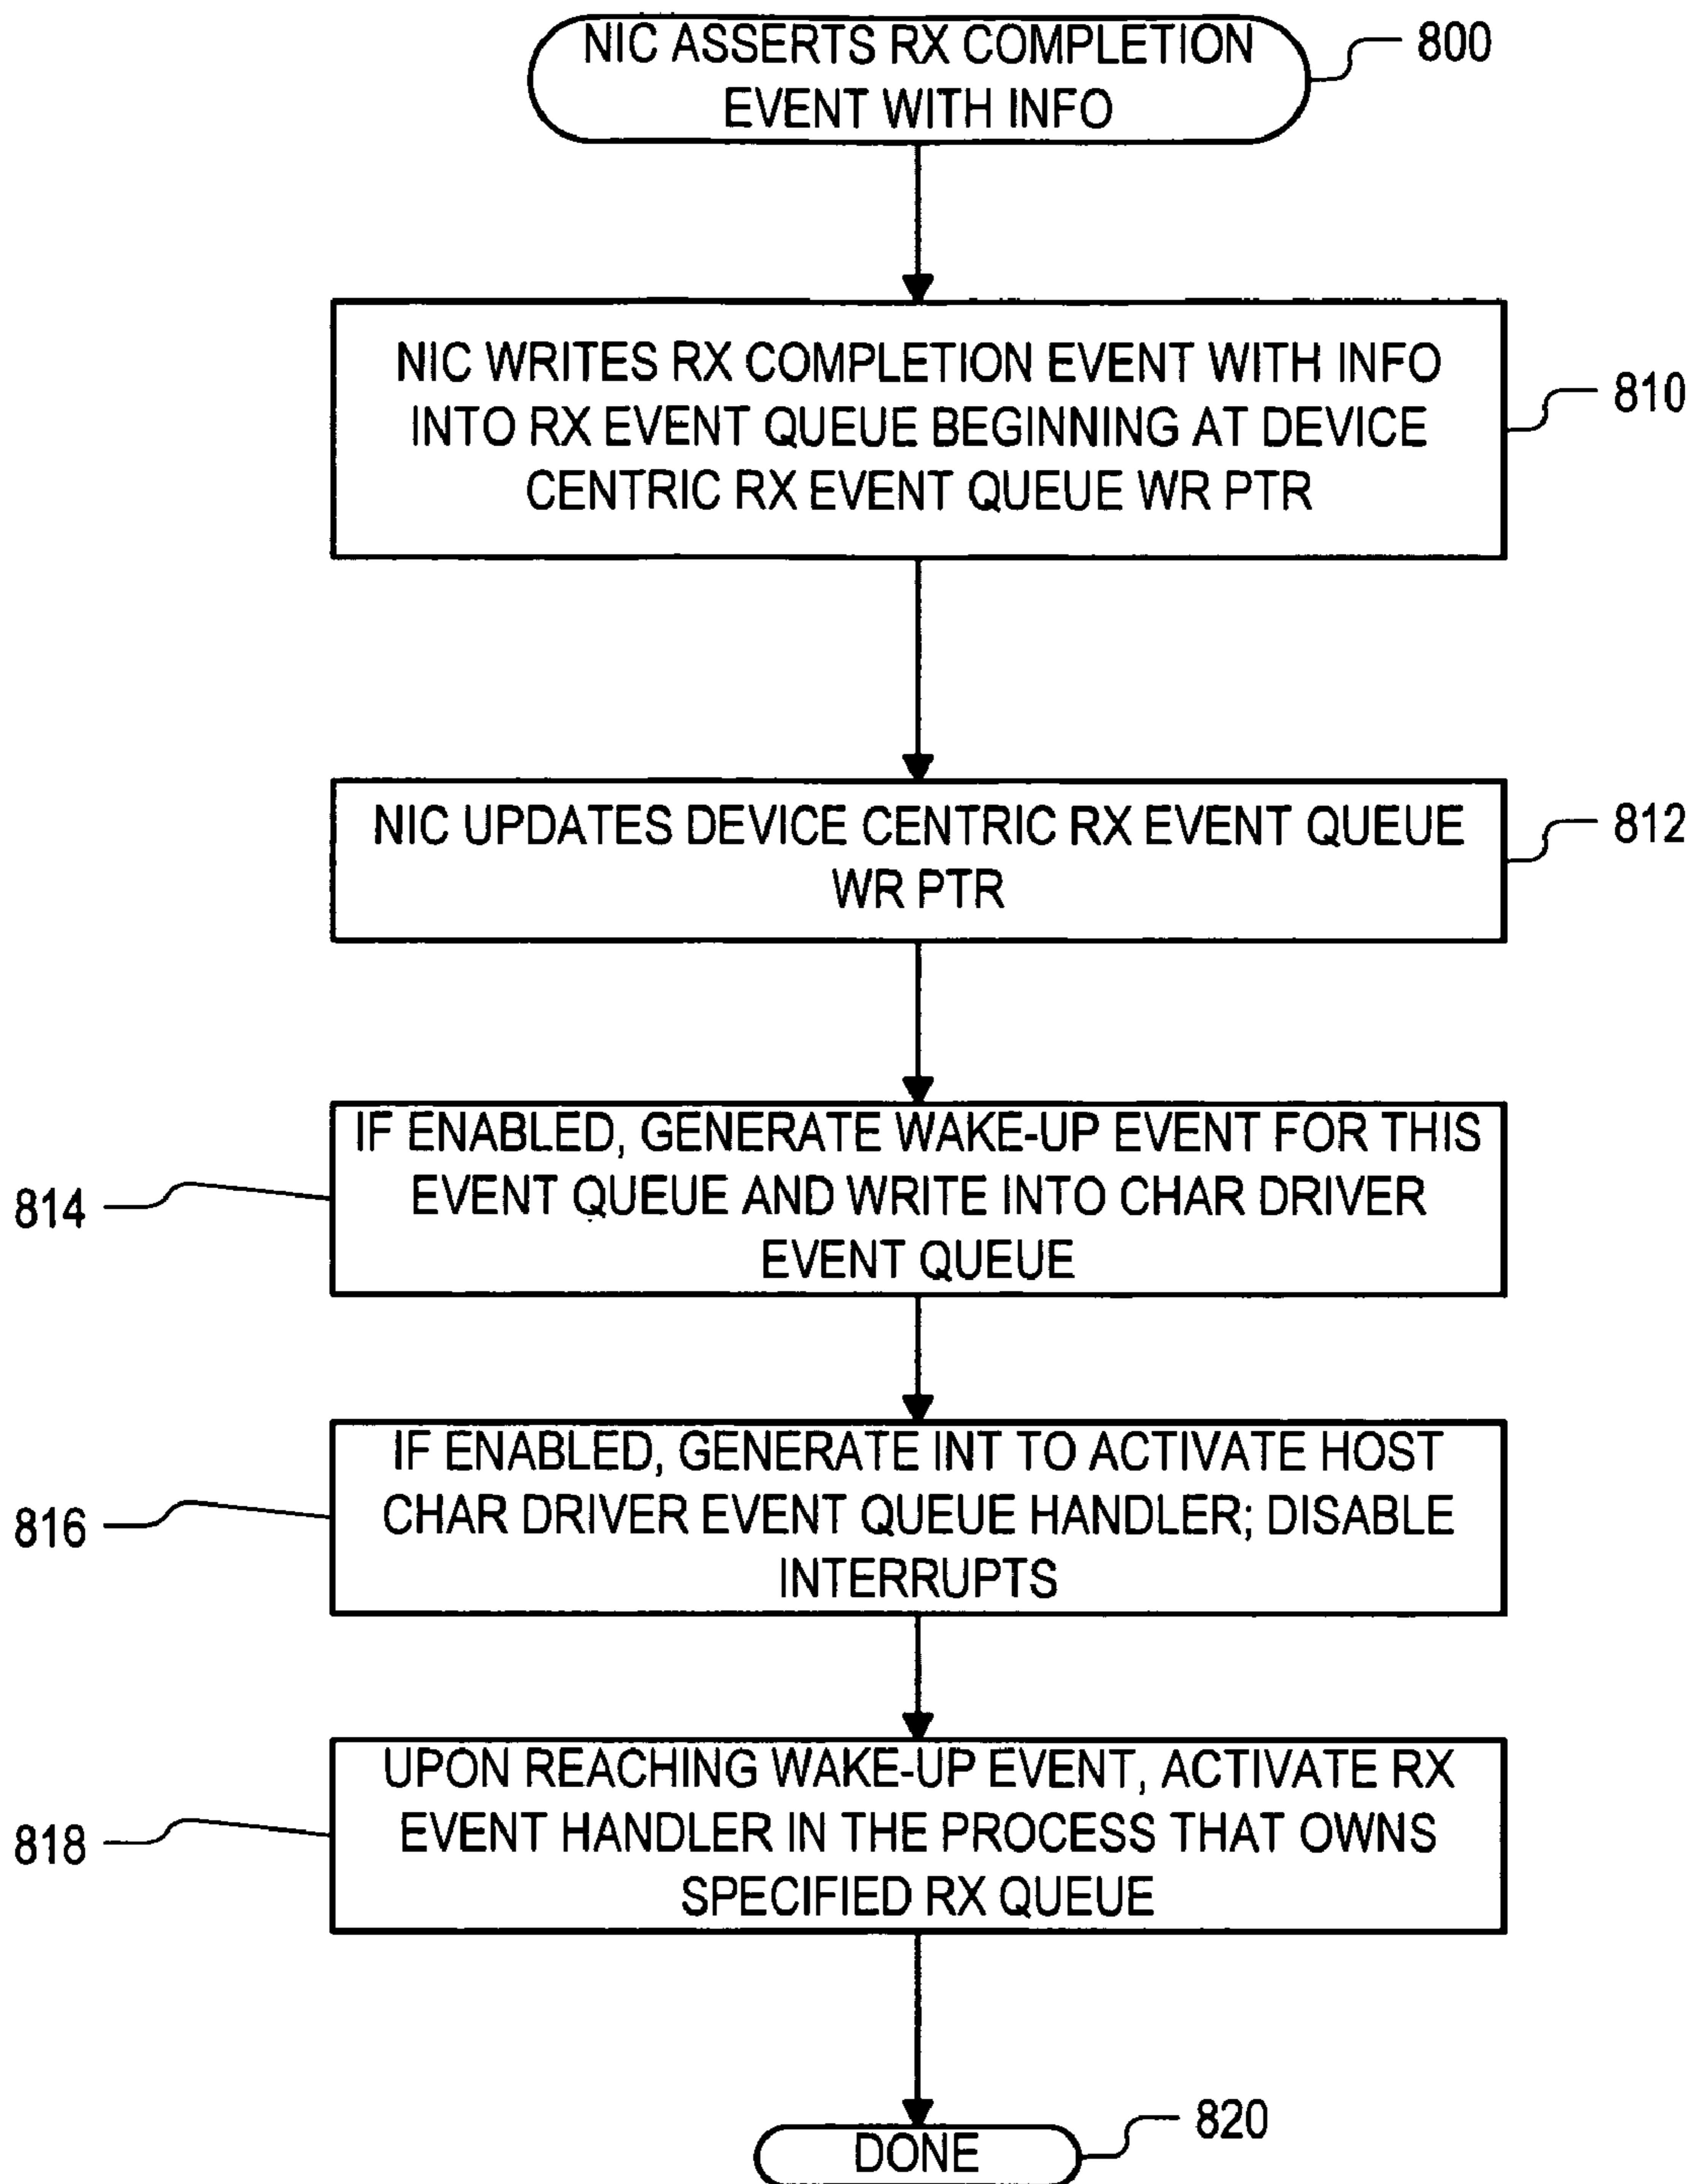 NIC ASSERTS RX COMPLETION
EVENT WITH INFO
800
NIC WRITES RX COMPLETION EVENT WITH INFO
INTO RX EVENT QUEUE BEGINNING AT DEVICE
CENTRIC RX EVENT QUEUE WR PTR
810
NIC UPDATES DEVICE CENTRIC RX EVENT QUEUE
WR PTR
812
IF ENABLED, GENERATE WAKE-UP EVENT FOR THIS
EVENT QUEUE AND WRITE INTO CHAR DRIVER
EVENT QUEUE
814
IF ENABLED, GENERATE INT TO ACTIVATE HOST
CHAR DRIVER EVENT QUEUE HANDLER; DISABLE
INTERRUPTS
816
UPON REACHING WAKE-UP EVENT, ACTIVATE RX
EVENT HANDLER IN THE PROCESS THAT OWNS
SPECIFIED RX QUEUE
818
DONE
820